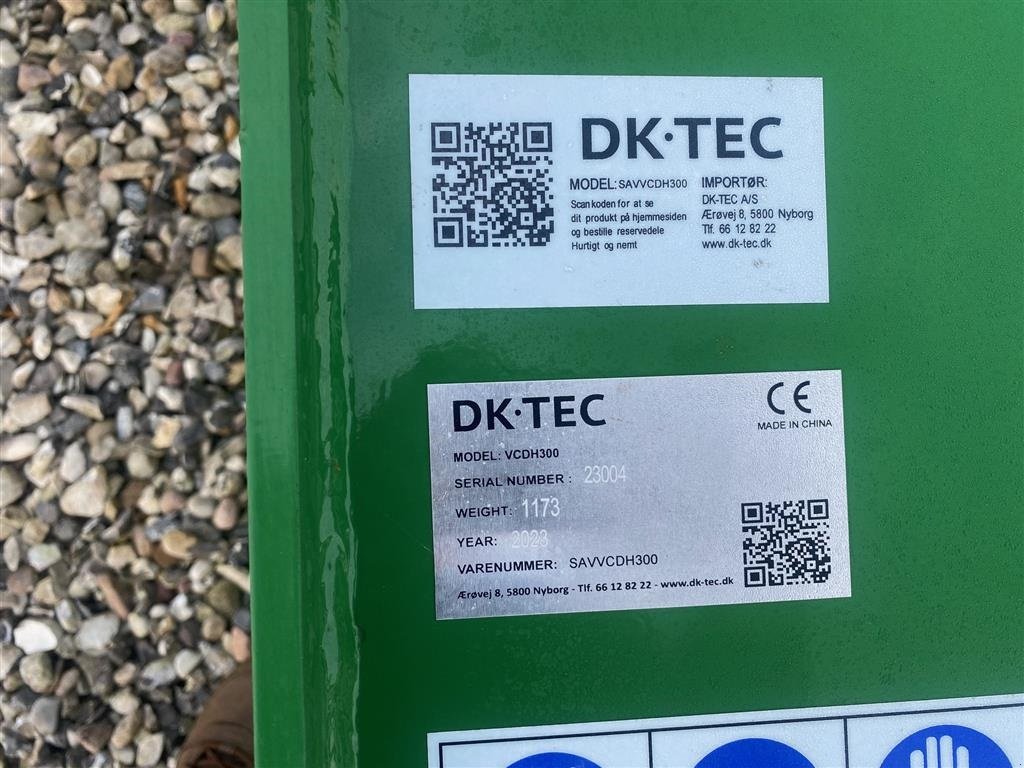 DK·TEC
MODEL: SAVVCDH300
Scan koden for at se
dit produkt på hjemmesiden
og bestille reservedele
Hurtigt og nemt
IMPORTØR:
DK-TEC A/S
Ærøvej 8, 5800 Nyborg
Tlf. 66 12 82 22
www.dk-tec.dk
DK·TEC
CE
MADE IN CHINA
MODEL: VCDH300
SERIAL NUMBER: 23004
WEIGHT: 1173
YEAR: 2023
VARENUMMER: SAVVCDH300
Ærøvej 8, 5800 Nyborg - Tlf. 66 12 82 22 - www.dk-tec.dk